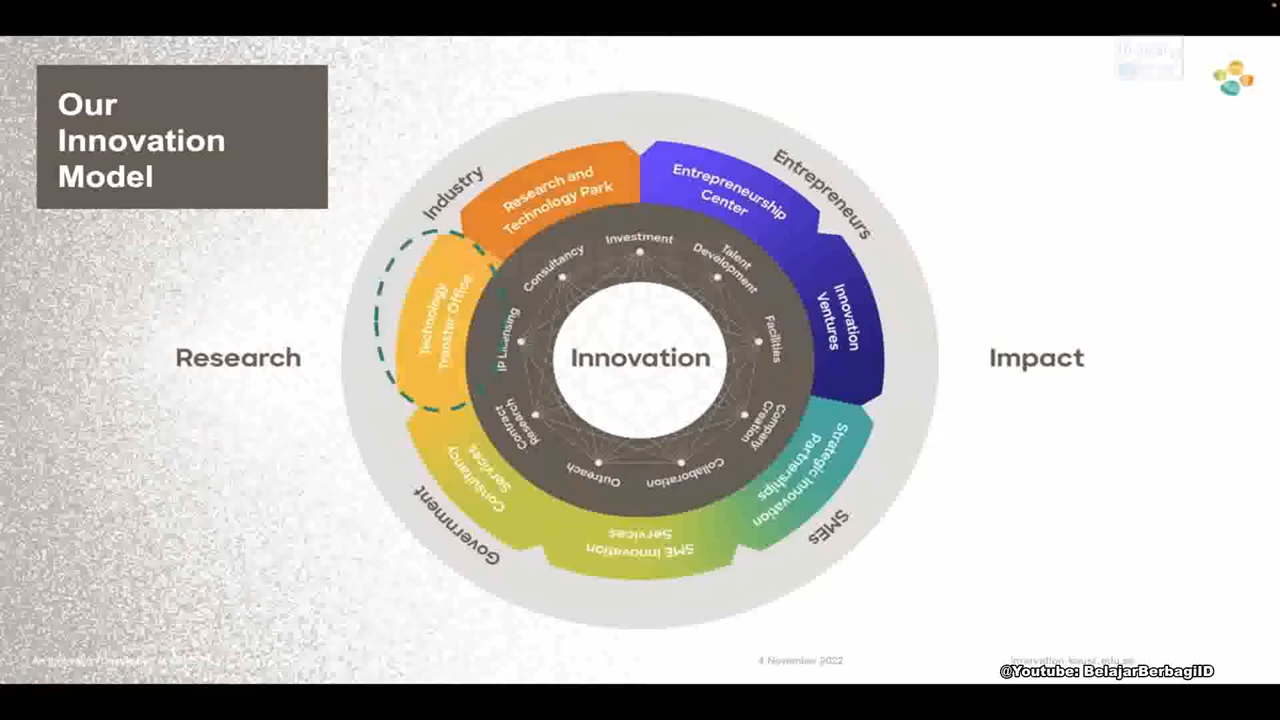 Our
Innovation
Model
Industry
Entrepreneurs
Research and
Technology Park
Entrepreneurship
Center
Technology
Transfer Office
Innovation
Ventures
Investment
Consultancy
Talent
Development
IP Licensing
Facilities
Research
Innovation
Impact
Contract
Research
Company
Creation
Outreach
Collaboration
Consultancy
Services
Strategic Innovation
Partnerships
SME Innovation
Services
Government
SMEs
4 November 2022
@Youtube: BelajarBerbagiID